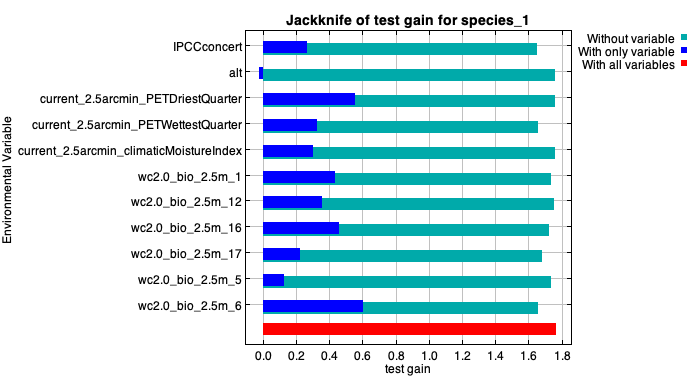 Jackknife of test gain for species_1
Without variable
With only variable
With all variables
Environmental Variable
IPCCconcert
alt
current_2.5arcmin_PETDriestQuarter
current_2.5arcmin_PETWettestQuarter
current_2.5arcmin_climaticMoistureIndex
wc2.0_bio_2.5m_1
wc2.0_bio_2.5m_12
wc2.0_bio_2.5m_16
wc2.0_bio_2.5m_17
wc2.0_bio_2.5m_5
wc2.0_bio_2.5m_6
0.0 0.2 0.4 0.6 0.8 1.0 1.2 1.4 1.6 1.8
test gain